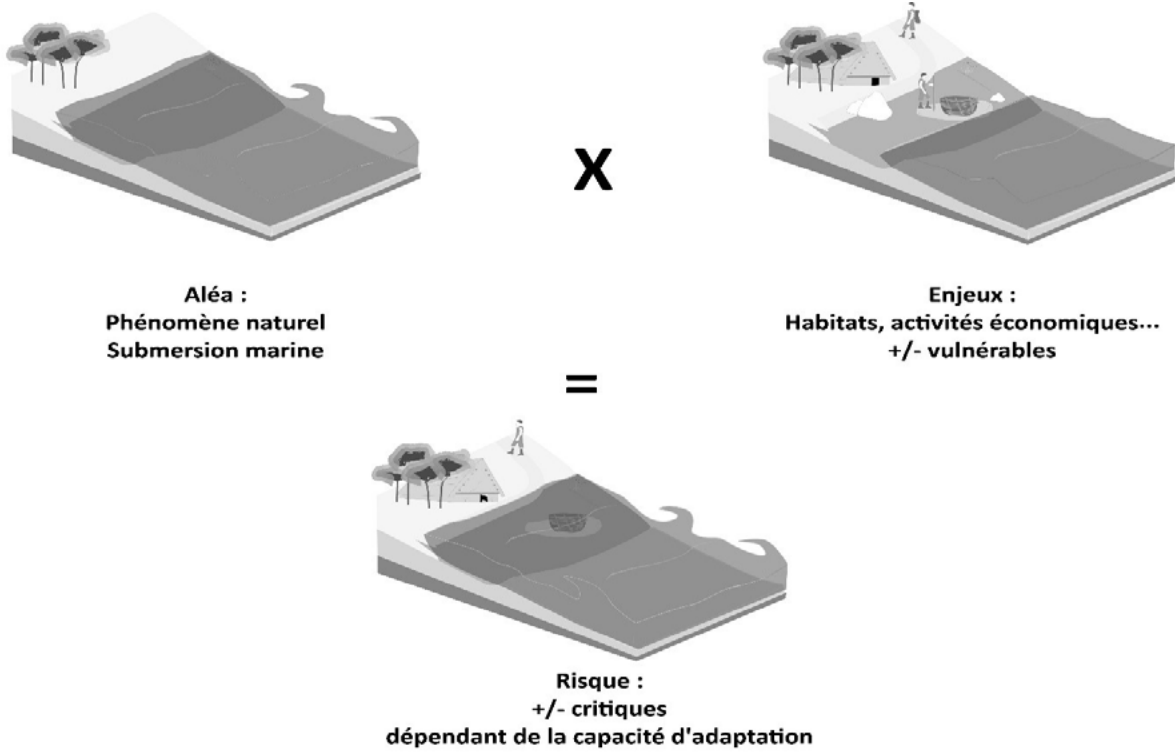 X
Aléa :
Phénomène naturel
Submersion marine
Enjeux :
Habitats, activités économiques...
+/- vulnérables
=
Risque :
+/- critiques
dépendant de la capacité d'adaptation